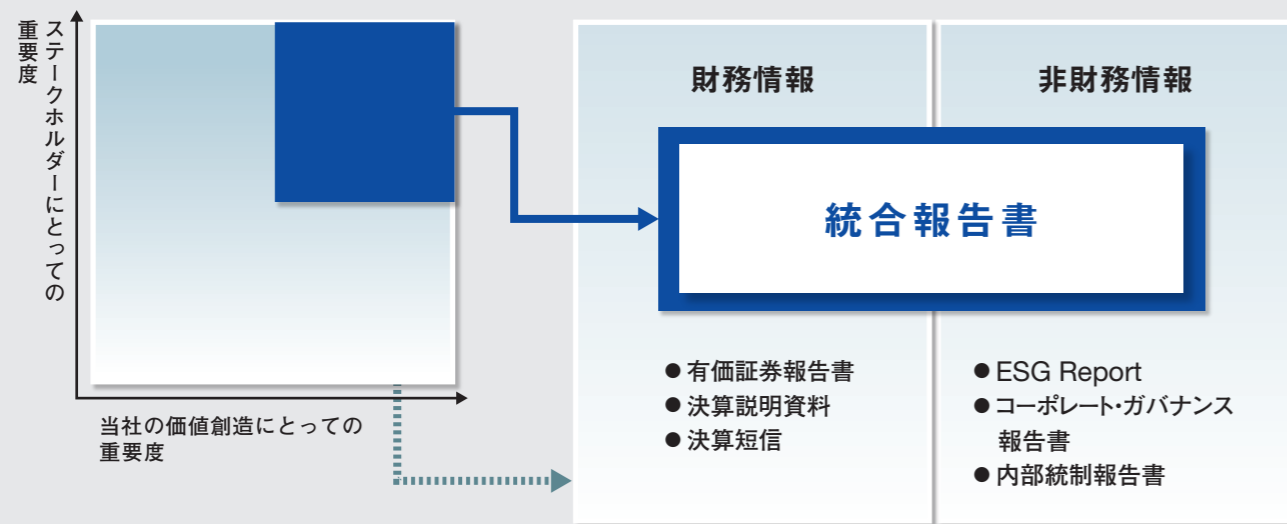 ステークホルダーにとっての
重要度
当社の価値創造にとっての
重要度
財務情報
非財務情報
統合報告書
●有価証券報告書
●決算説明資料
●決算短信
●ESG Report
●コーポレート・ガバナンス
報告書
●内部統制報告書